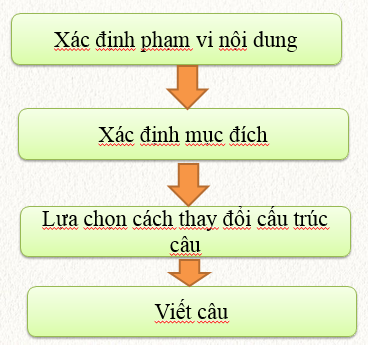 Xác định phạm vi nội dung
Xác định mục đích
Lựa chọn cách thay đổi cấu trúc
câu
Viết câu